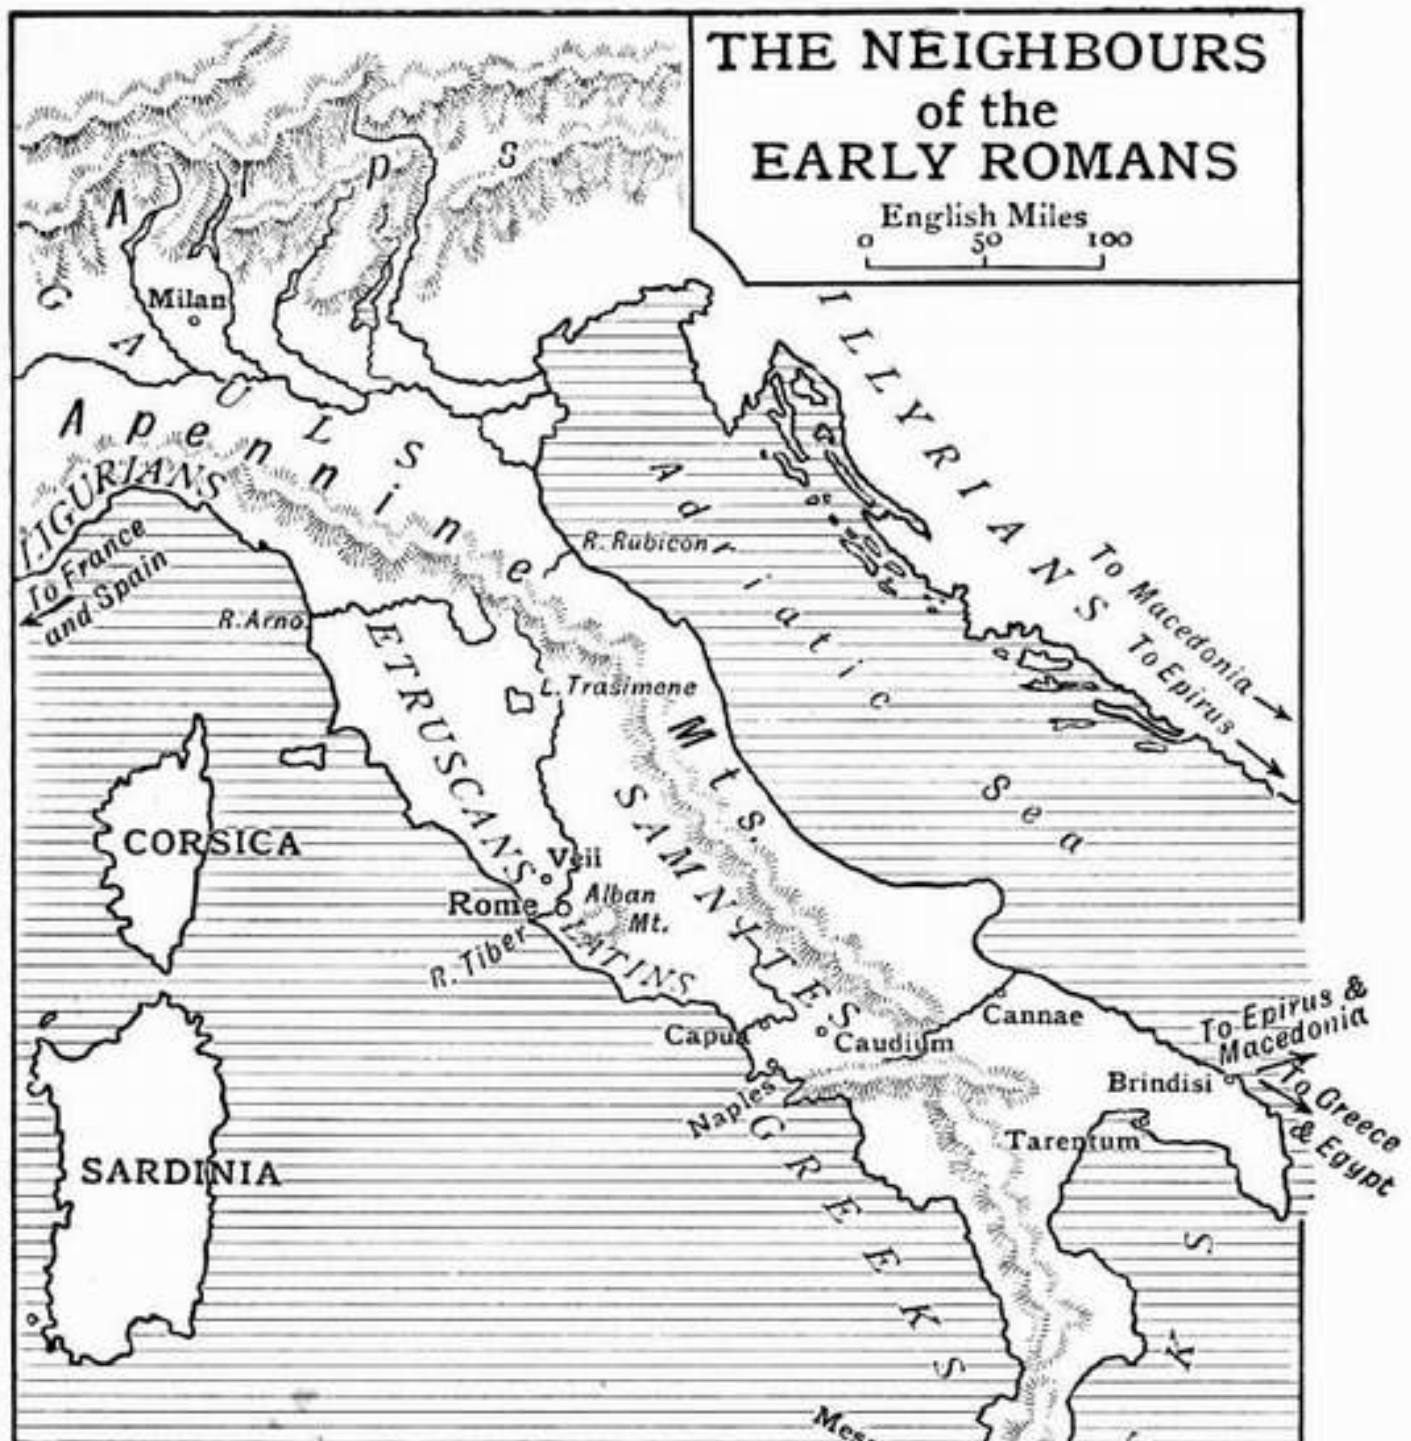 THE NEIGHBOURS
of the
EARLY ROMANS
English Miles
0 50 100
Alps
GAULS
Milan
Apennine Mts.
LIGURIANS
To France
and Spain
ILLYRIANS
Adriatic Sea
R. Rubicon
To Macedonia
To Epirus
R. Arno
ETRUSCANS
L. Trasimene
CORSICA
SAMNITES
Veii
Rome
Alban
Mt.
R. Tiber
LATINS
SARDINIA
Capua
Caudium
Cannae
Naples
To Epirus &
Macedonia
Brindisi
To Greece
& Egypt
Tarentum
GREEKS
S
K